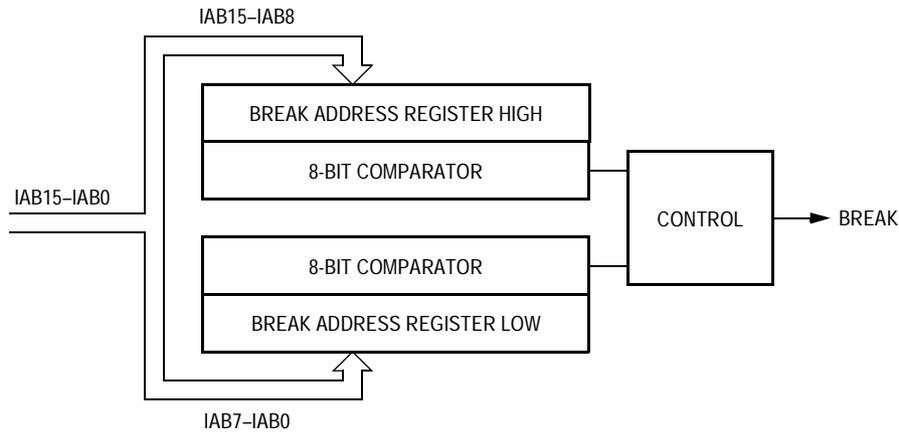 IAB15–IAB8
BREAK ADDRESS REGISTER HIGH
8-BIT COMPARATOR
IAB15–IAB0
CONTROL
BREAK
8-BIT COMPARATOR
BREAK ADDRESS REGISTER LOW
IAB7–IAB0